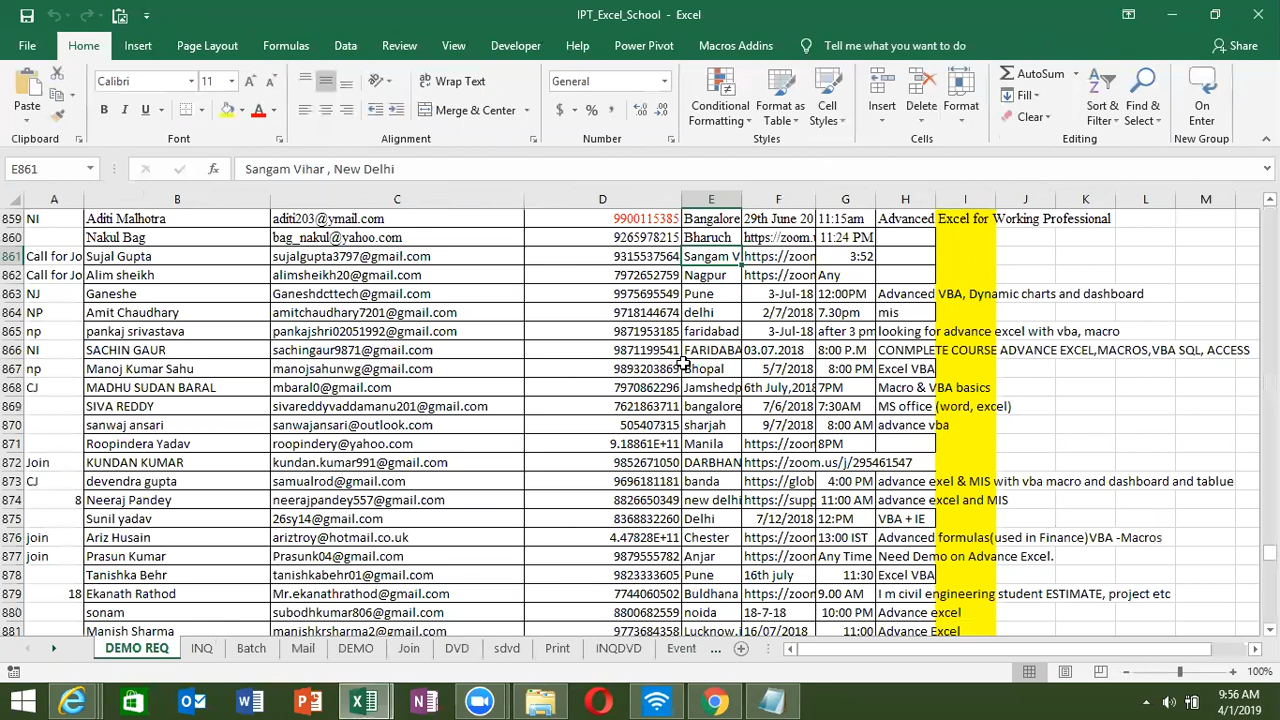 IPT_Excel_School - Excel
File Home Insert Page Layout Formulas Data Review View Developer Help Power Pivot Macros Addins Tell me what you want to do Share
Calibri 11 Wrap Text General AutoSum
Paste B I U Merge & Center $ % , Conditional Formatting Format as Table Cell Styles Insert Delete Format Fill Clear Sort & Filter Find & Select On Enter
Clipboard Font Alignment Number Styles Cells Editing New Group
E861 fx Sangam Vihar , New Delhi
A B C D E F G H I J K L M
859 NI Aditi Malhotra aditi203@ymail.com 9900115385 Bangalore 29th June 20 11:15am Advanced Excel for Working Professional
860 Nakul Bag bag_nakul@yahoo.com 9265978215 Bharuch https://zoom. 11:24 PM
861 Call for Jo Sujal Gupta sujalgupta3797@gmail.com 9315537564 Sangam V https://zoom 3:52
862 Call for Jo Alim sheikh alimsheikh20@gmail.com 7972652759 Nagpur https://zoom Any
863 NJ Ganeshe Ganeshdcttech@gmail.com 9975695549 Pune 3-Jul-18 12:00PM Advanced VBA, Dynamic charts and dashboard
864 NP Amit Chaudhary amitchaudhary7201@gmail.com 9718144674 delhi 2/7/2018 7.30pm mis
865 np pankaj srivastava pankajshri02051992@gmail.com 9871953185 faridabad 3-Jul-18 after 3 pm looking for advance excel with vba, macro
866 NI SACHIN GAUR sachingaur9871@gmail.com 9871199541 FARIDABA 03.07.2018 8:00 P.M CONMPLETE COURSE ADVANCE EXCEL,MACROS,VBA SQL, ACCESS
867 np Manoj Kumar Sahu manojsahunwg@gmail.com 9893203869 Bhopal 5/7/2018 8:00 PM Excel VBA
868 CJ MADHU SUDAN BARAL mbaral0@gmail.com 7970862296 Jamshedp 6th July,2018 7PM Macro & VBA basics
869 SIVA REDDY sivareddyvaddamanu201@gmail.com 7621863711 bangalore 7/6/2018 7:30AM MS office (word, excel)
870 sanwaj ansari sanwajansari@outlook.com 505407315 sharjah 9/7/2018 8:00 AM advance vba
871 Roopindera Yadav roopindery@yahoo.com 9.18861E+11 Manila https://zoom 8PM
872 Join KUNDAN KUMAR kundan.kumar991@gmail.com 9852671050 DARBHAN https://zoom.us/j/295461547
873 CJ devendra gupta samualrod@gmail.com 9696181181 banda https://glob 4:00 PM advance exel & MIS with vba macro and dashboard and tablue
874 8 Neeraj Pandey neerajpandey557@gmail.com 8826650349 new delhi https://supp 11:00 AM advance excel and MIS
875 Sunil yadav 26sy14@gmail.com 8368832260 Delhi 7/12/2018 12:PM VBA + IE
876 join Ariz Husain ariztroy@hotmail.co.uk 4.47828E+11 Chester https://zoom 13:00 IST Advanced formulas(used in Finance)VBA -Macros
877 join Prasun Kumar Prasunk04@gmail.com 9879555782 Anjar https://zoom Any Time Need Demo on Advance Excel.
878 Tanishka Behr tanishkabehr01@gmail.com 9823333605 Pune 16th july 11:30 Excel VBA
879 18 Ekanath Rathod Mr.ekanathrathod@gmail.com 7744060502 Buldhana https://zoom 9.00 AM I m civil engineering student ESTIMATE, project etc
880 sonam subodhkumar806@gmail.com 8800682559 noida 18-7-18 10:00 PM Advance excel
881 Manish Sharma manishkrsharma2@gmail.com 9773684358 Lucknow,i 16/07/2018 11:00 Advance Excel
DEMO REQ INQ Batch Mail DEMO Join DVD sdvd Print INQDVD Event ...
100%
9:56 AM
4/1/2019